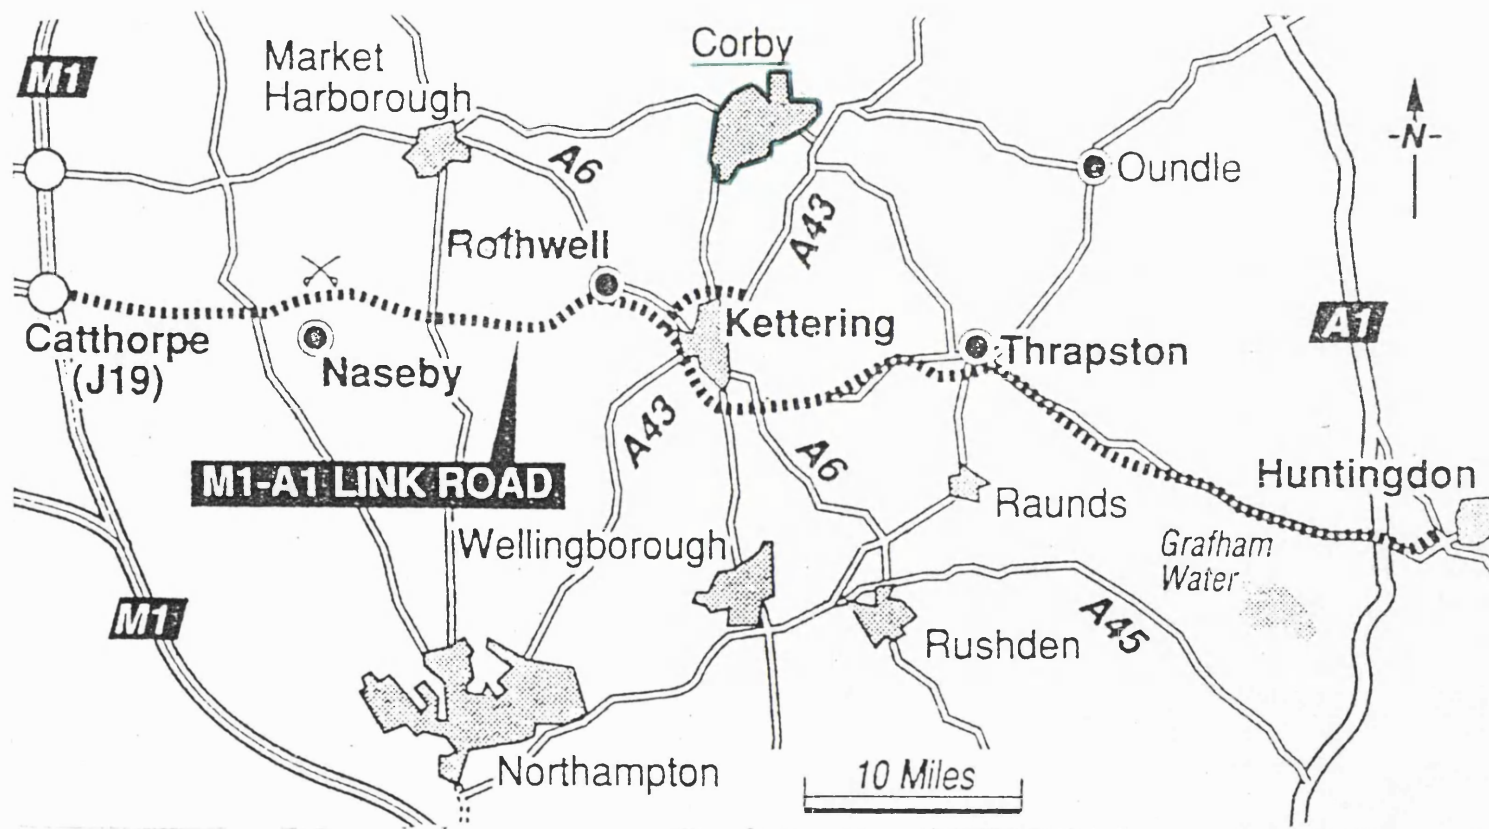 Corby
Market
Harborough
M1
A6
-N-
Oundle
A43
Rothwell
Catthorpe
(J19)
Naseby
Kettering
Thrapston
A1
M1-A1 LINK ROAD
A43
A6
Huntingdon
Raunds
Wellingborough
Grafham
Water
M1
Rushden
A45
Northampton
10 Miles